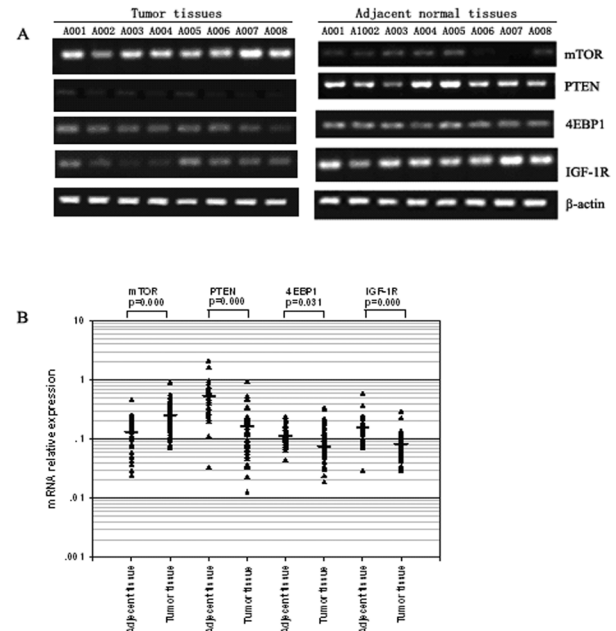 A
Tumor tissues
A001 A002 A003 A004 A005 A006 A007 A008
Adjacent normal tissues
A001 A1002 A003 A004 A005 A006 A007 A008
mTOR
PTEN
4EBP1
IGF-1R
β-actin
B
mTOR PTEN 4EBP1 IGF-1R
p=0.000 p=0.000 p=0.031 p=0.000
mRNA relative expression
10
1
.1
.01
.001
Adjacent tissue
Tumor tissue
Adjacent tissue
Tumor tissue
Adjacent tissue
Tumor tissue
Adjacent tissue
Tumor tissue